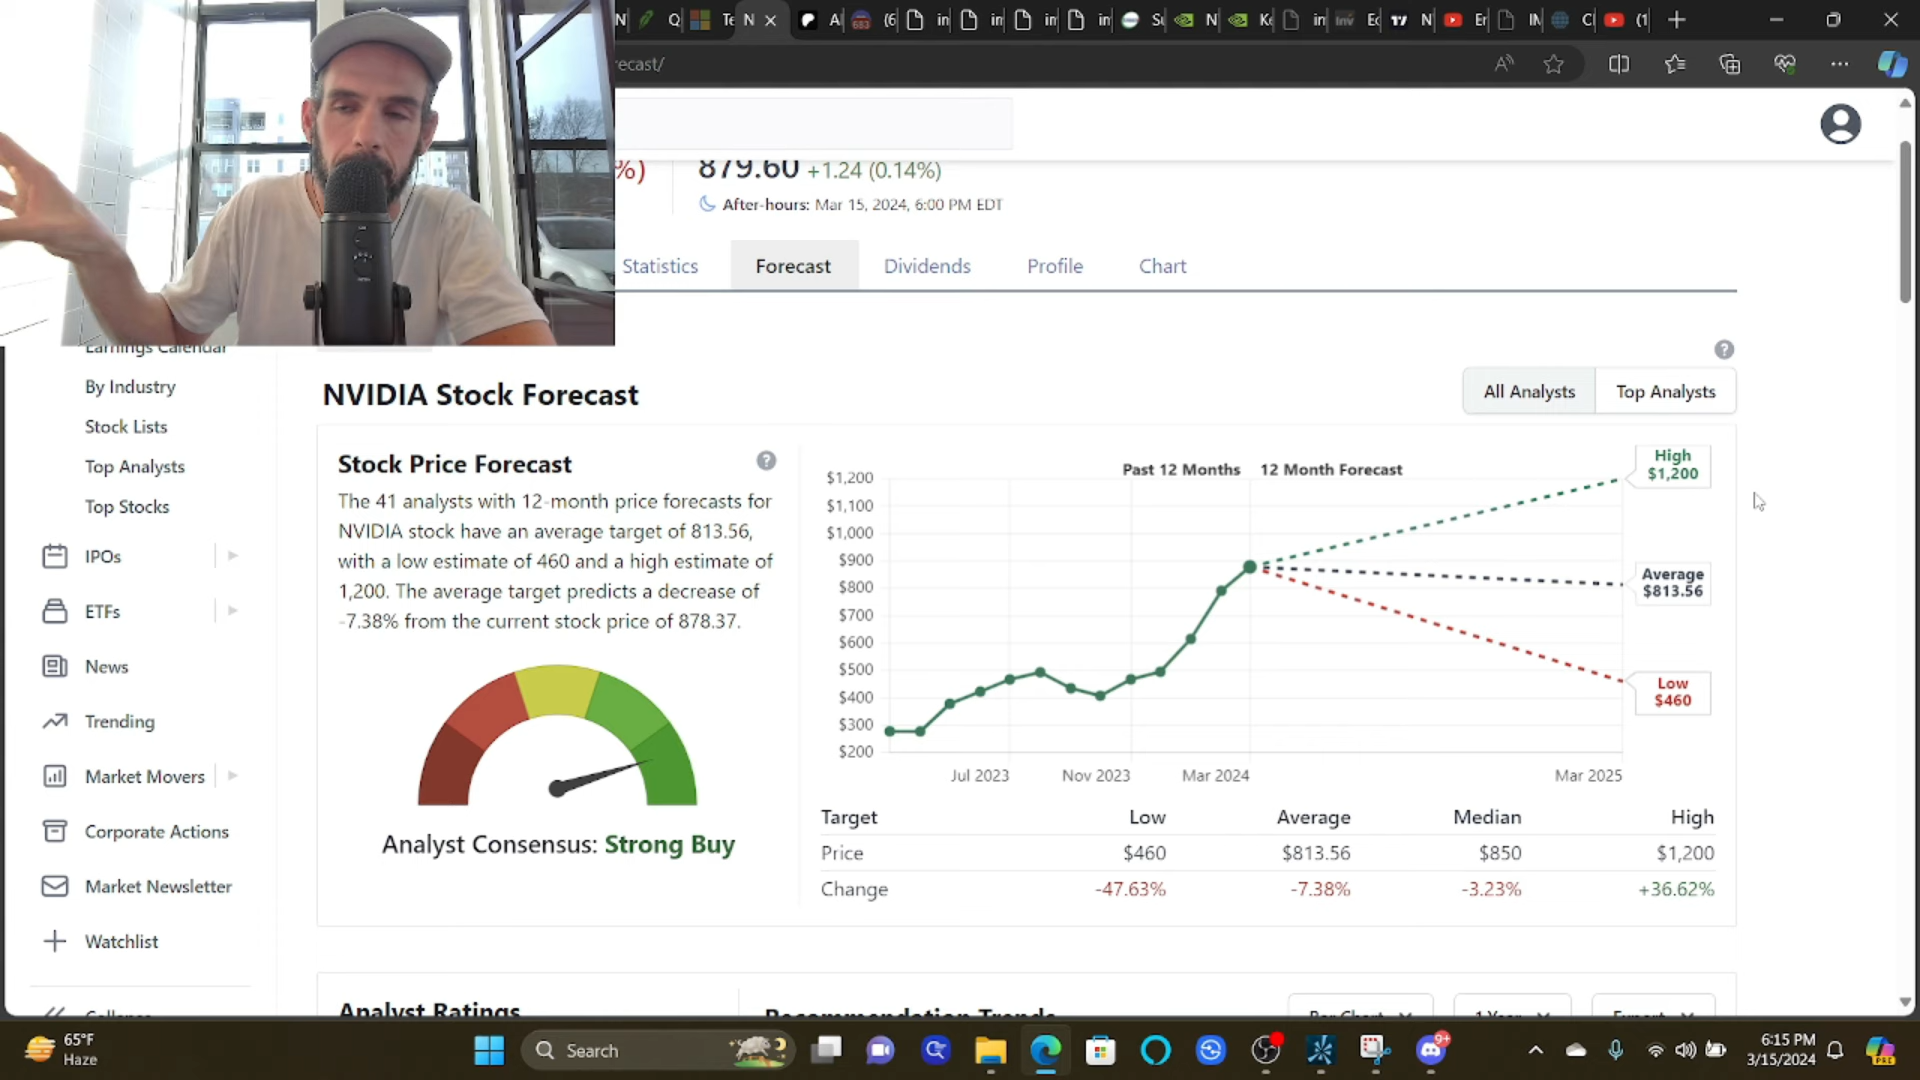 ecast/
%)
879.60 +1.24 (0.14%)
After-hours: Mar 15, 2024, 6:00 PM EDT
Statistics
Forecast
Dividends
Profile
Chart
Earnings Calendar
By Industry
Stock Lists
Top Analysts
Top Stocks
IPOs
ETFs
News
Trending
Market Movers
Corporate Actions
Market Newsletter
Watchlist
NVIDIA Stock Forecast
All Analysts
Top Analysts
Stock Price Forecast
The 41 analysts with 12-month price forecasts for
NVIDIA stock have an average target of 813.56,
with a low estimate of 460 and a high estimate of
1,200. The average target predicts a decrease of
-7.38% from the current stock price of 878.37.
Analyst Consensus: Strong Buy
Past 12 Months
12 Month Forecast
$1,200
$1,100
$1,000
$900
$800
$700
$600
$500
$400
$300
$200
Jul 2023
Nov 2023
Mar 2024
Mar 2025
High
$1,200
Average
$813.56
Low
$460
Target Low Average Median High
Price $460 $813.56 $850 $1,200
Change -47.63% -7.38% -3.23% +36.62%
Analyst Ratings
Recommendation Trends
65°F
Haze
Search
9+
6:15 PM
3/15/2024